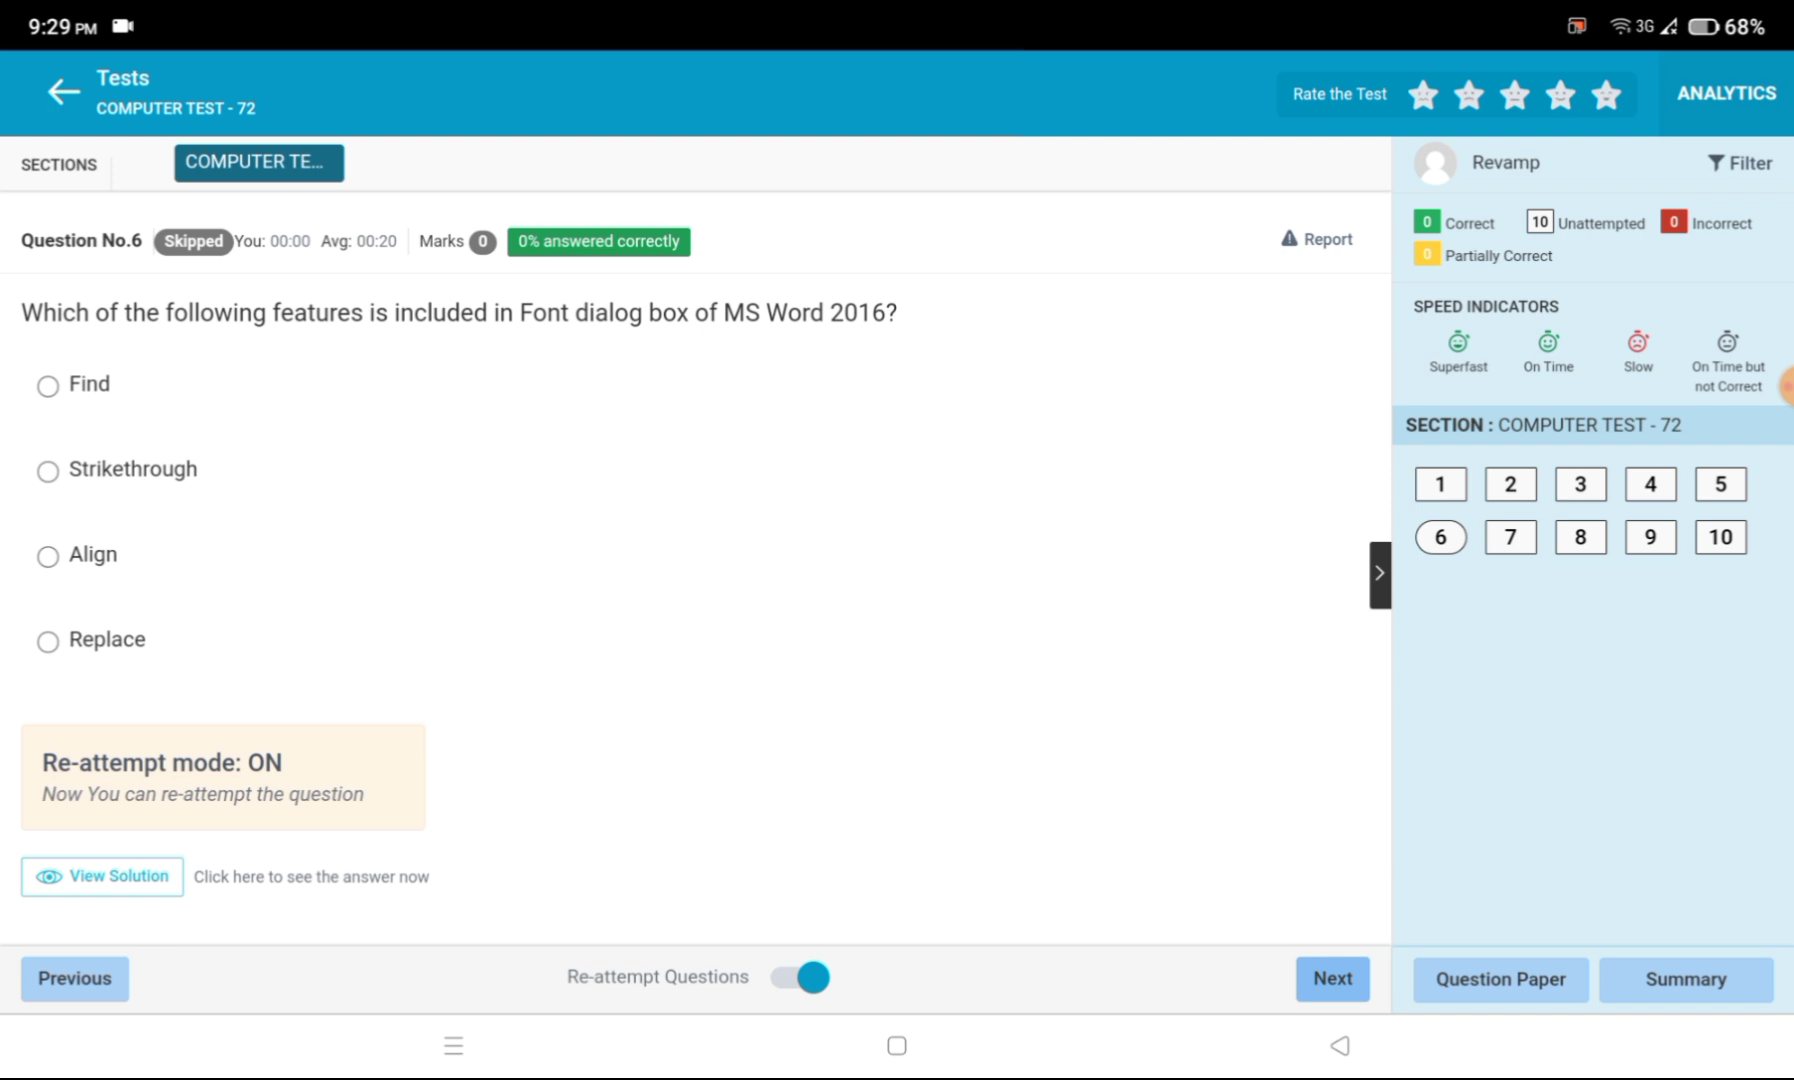 9:29 PM
3G 68%
Tests
COMPUTER TEST - 72
Rate the Test
ANALYTICS
SECTIONS
COMPUTER TE...
Revamp
Filter
Question No.6 Skipped You: 00:00 Avg: 00:20 Marks 0 0% answered correctly
Report
0 Correct 10 Unattempted 0 Incorrect
0 Partially Correct
Which of the following features is included in Font dialog box of MS Word 2016?
Find
Strikethrough
Align
Replace
SPEED INDICATORS
Superfast
On Time
Slow
On Time but
not Correct
SECTION : COMPUTER TEST - 72
1 2 3 4 5
6 7 8 9 10
Re-attempt mode: ON
Now You can re-attempt the question
View Solution Click here to see the answer now
Previous
Re-attempt Questions
Next
Question Paper
Summary